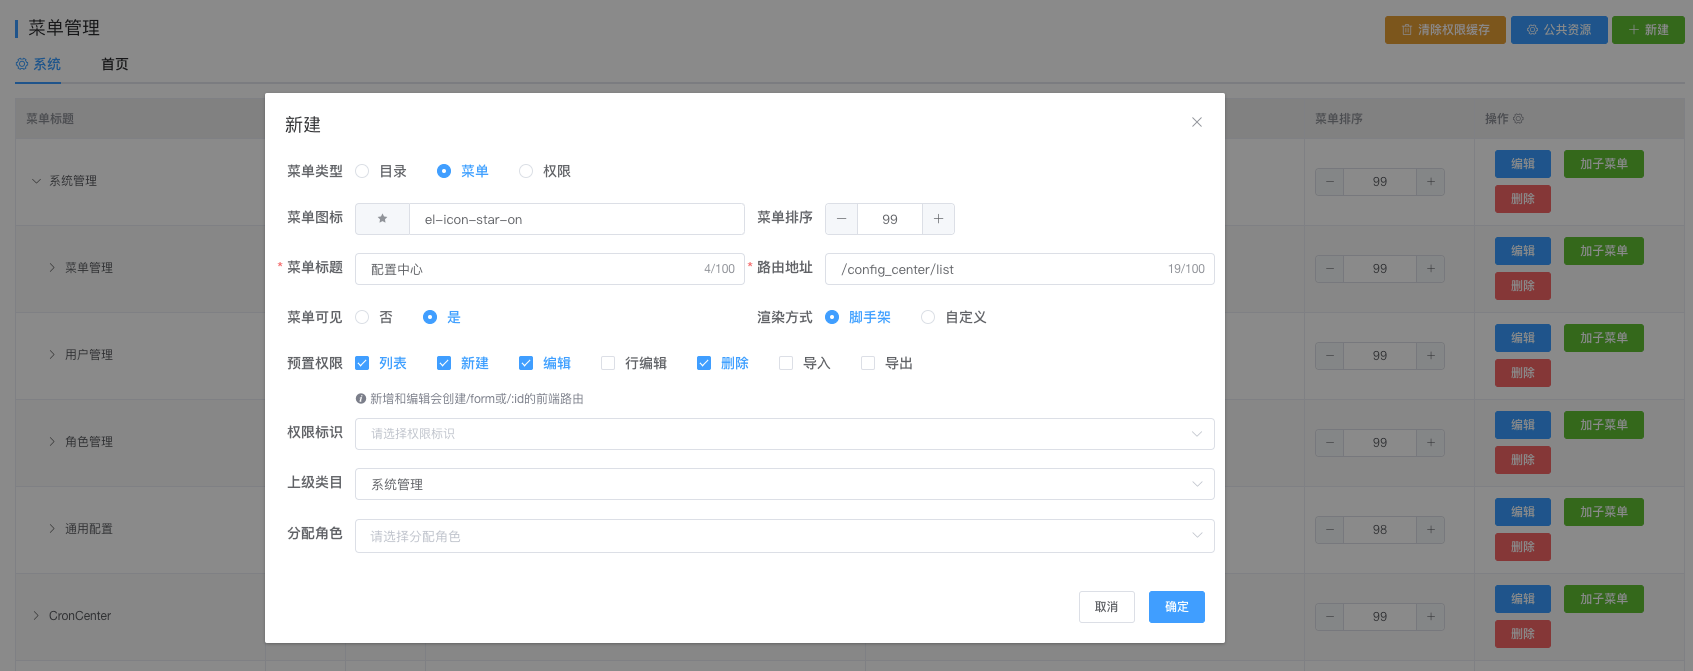 菜单管理
清除权限缓存 公共资源 新建
系统 首页
菜单标题 菜单排序 操作
新建
菜单类型 目录 菜单 权限
菜单图标 el-icon-star-on 菜单排序 99
* 菜单标题 配置中心 4/100 * 路由地址 /config_center/list 19/100
菜单可见 否 是 渲染方式 脚手架 自定义
预置权限 列表 新建 编辑 行编辑 删除 导入 导出
新增和编辑会创建/form或/:id的前端路由
权限标识 请选择权限标识
上级类目 系统管理
分配角色 请选择分配角色
取消 确定
系统管理 99 编辑 加子菜单
删除
菜单管理 99 编辑 加子菜单
删除
用户管理 99 编辑 加子菜单
删除
角色管理 99 编辑 加子菜单
删除
通用配置 98 编辑 加子菜单
删除
CronCenter 99 编辑 加子菜单
删除